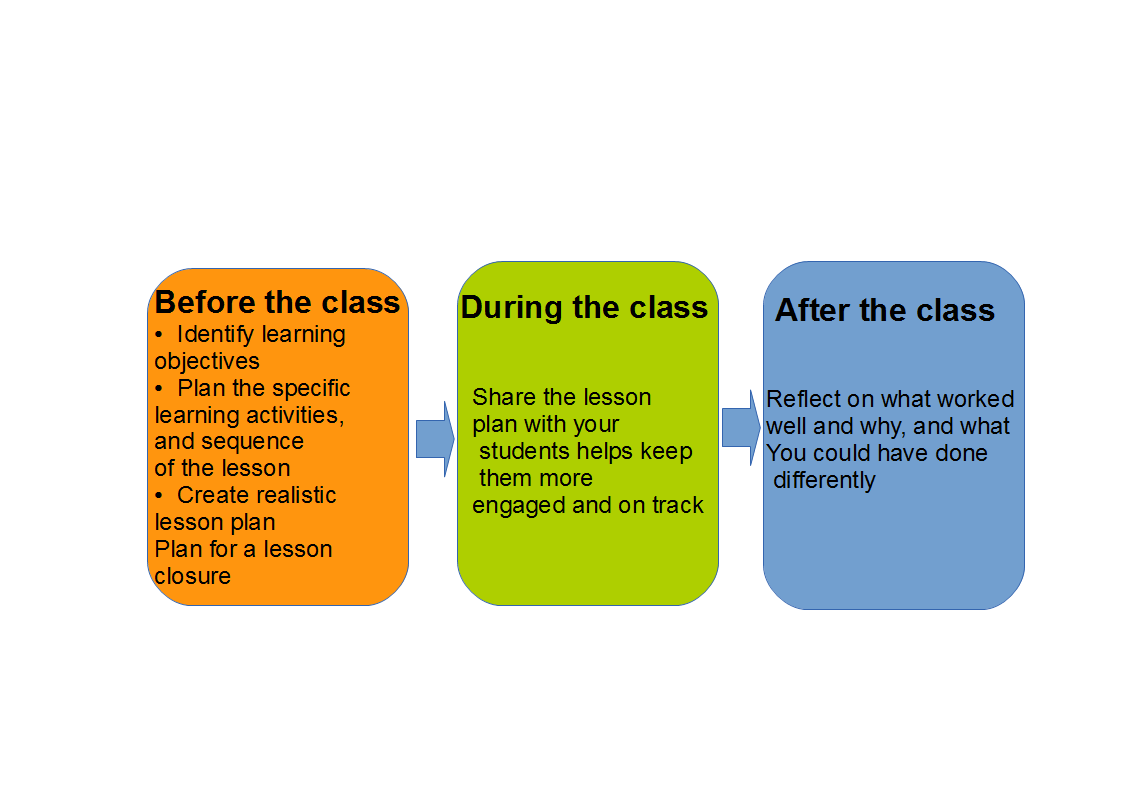 Before the class
• Identify learning
objectives
• Plan the specific
learning activities,
and sequence
of the lesson
• Create realistic
lesson plan
Plan for a lesson
closure
During the class
Share the lesson
plan with your
students helps keep
them more
engaged and on track
After the class
Reflect on what worked
well and why, and what
You could have done
differently